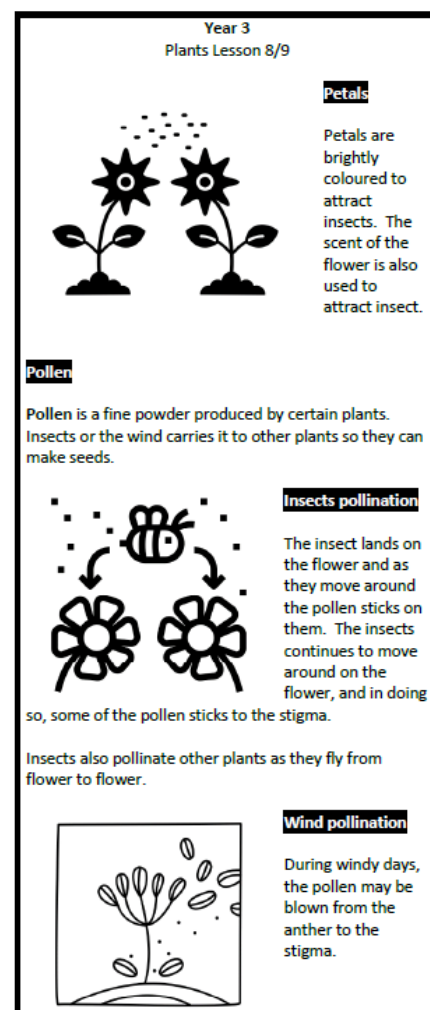 Year 3
Plants Lesson 8/9
Petals
Petals are
brightly
coloured to
attract
insects. The
scent of the
flower is also
used to
attract insect.
Pollen
Pollen is a fine powder produced by certain plants.
Insects or the wind carries it to other plants so they can
make seeds.
Insects pollination
The insect lands on
the flower and as
they move around
the pollen sticks on
them. The insects
continues to move
around on the
flower, and in doing
so, some of the pollen sticks to the stigma.
Insects also pollinate other plants as they fly from
flower to flower.
Wind pollination
During windy days,
the pollen may be
blown from the
anther to the
stigma.